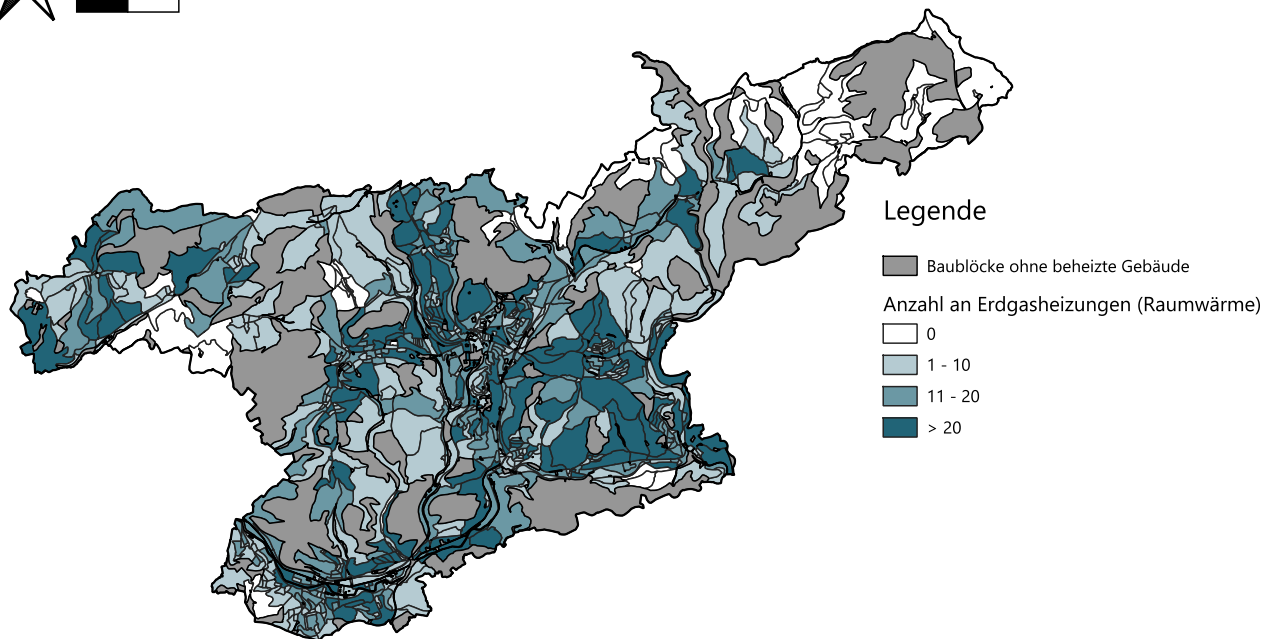 Legende
Baublöcke ohne beheizte Gebäude
Anzahl an Erdgasheizungen (Raumwärme)
0
1 - 10
11 - 20
> 20